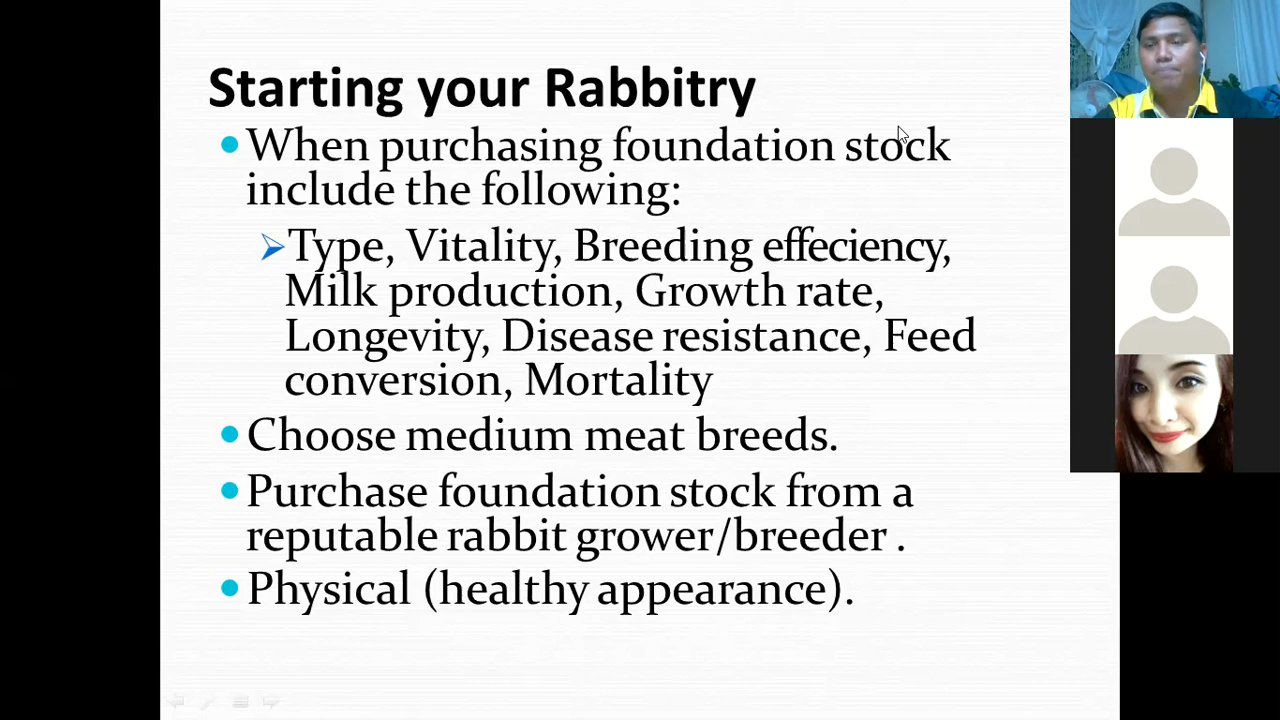 Starting your Rabbitry
• When purchasing foundation stock
include the following:
➢ Type, Vitality, Breeding effeciency,
Milk production, Growth rate,
Longevity, Disease resistance, Feed
conversion, Mortality
• Choose medium meat breeds.
• Purchase foundation stock from a
reputable rabbit grower/breeder .
• Physical (healthy appearance).